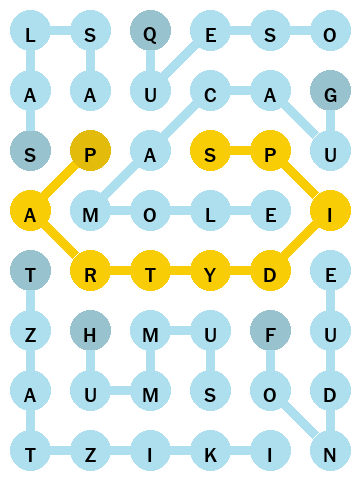 L S Q E S O
A A U C A G
S P A S P U
A M O L E I
T R T Y D E
Z H M U F U
A U M S O D
T Z I K I N